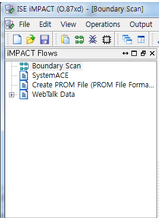 ISE iMPACT (O.87xd) - [Boundary Scan]
File Edit View Operations Output
iMPACT Flows
Boundary Scan
SystemACE
Create PROM File (PROM File Forma...
WebTalk Data